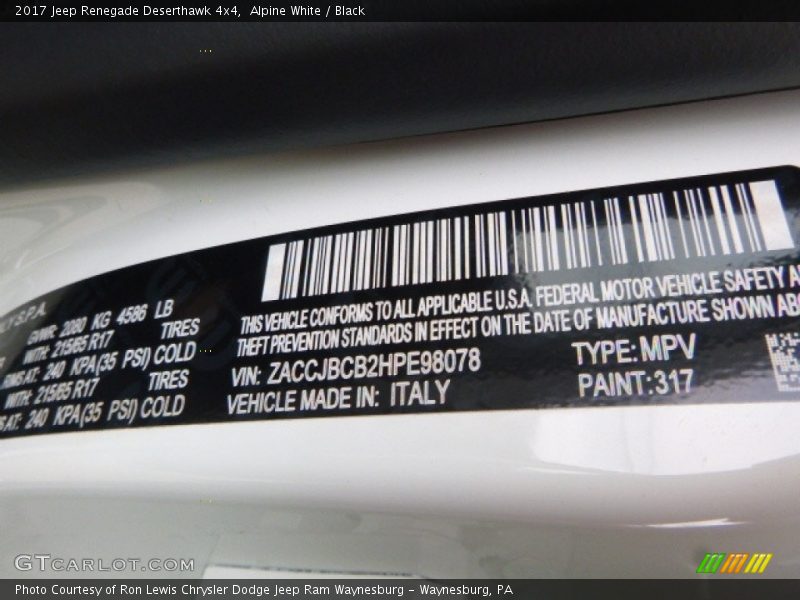 2017 Jeep Renegade Deserthawk 4x4,  Alpine White / Black
S.P.A.
GVWR: 2080 KG 4586 LB
WITH: 215/65 R17 TIRES
AT: 240 KPA(35 PSI) COLD
WITH: 215/65 R17 TIRES
AT: 240 KPA(35 PSI) COLD
THIS VEHICLE CONFORMS TO ALL APPLICABLE U.S.A. FEDERAL MOTOR VEHICLE SAFETY
THEFT PREVENTION STANDARDS IN EFFECT ON THE DATE OF MANUFACTURE SHOWN
VIN: ZACCJBCB2HPE98078
TYPE: MPV
VEHICLE MADE IN: ITALY
PAINT:317
GTCARLOT.COM
Photo Courtesy of Ron Lewis Chrysler Dodge Jeep Ram Waynesburg - Waynesburg, PA